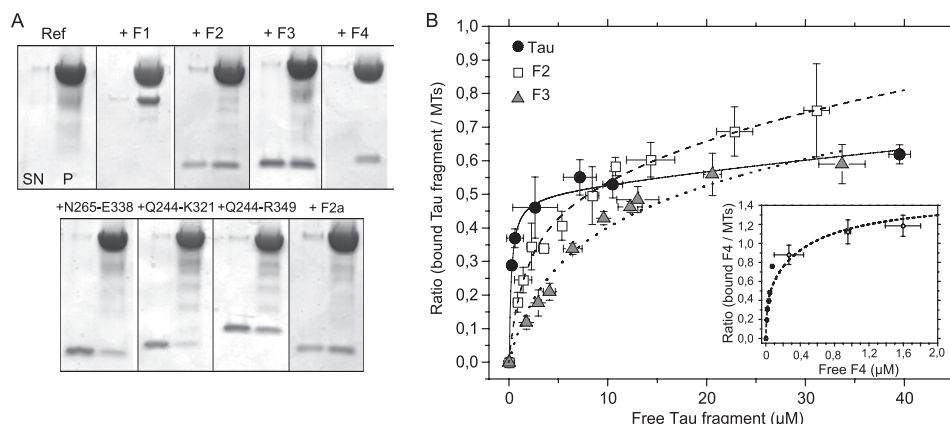 A
Ref + F1 + F2 + F3 + F4
SN P
+N265-E338 +Q244-K321 +Q244-R349 + F2a
B
Ratio (bound Tau fragment / MTs)
1,0
0,9
0,8
0,7
0,6
0,5
0,4
0,3
0,2
0,1
0,0
Tau
F2
F3
Ratio (bound F4 / MTs)
1,4
1,2
1,0
0,8
0,6
0,4
0,2
0,0
0,0 0,4 0,8 1,2 1,6 2,0
Free F4 (µM)
0 10 20 30 40
Free Tau fragment (µM)